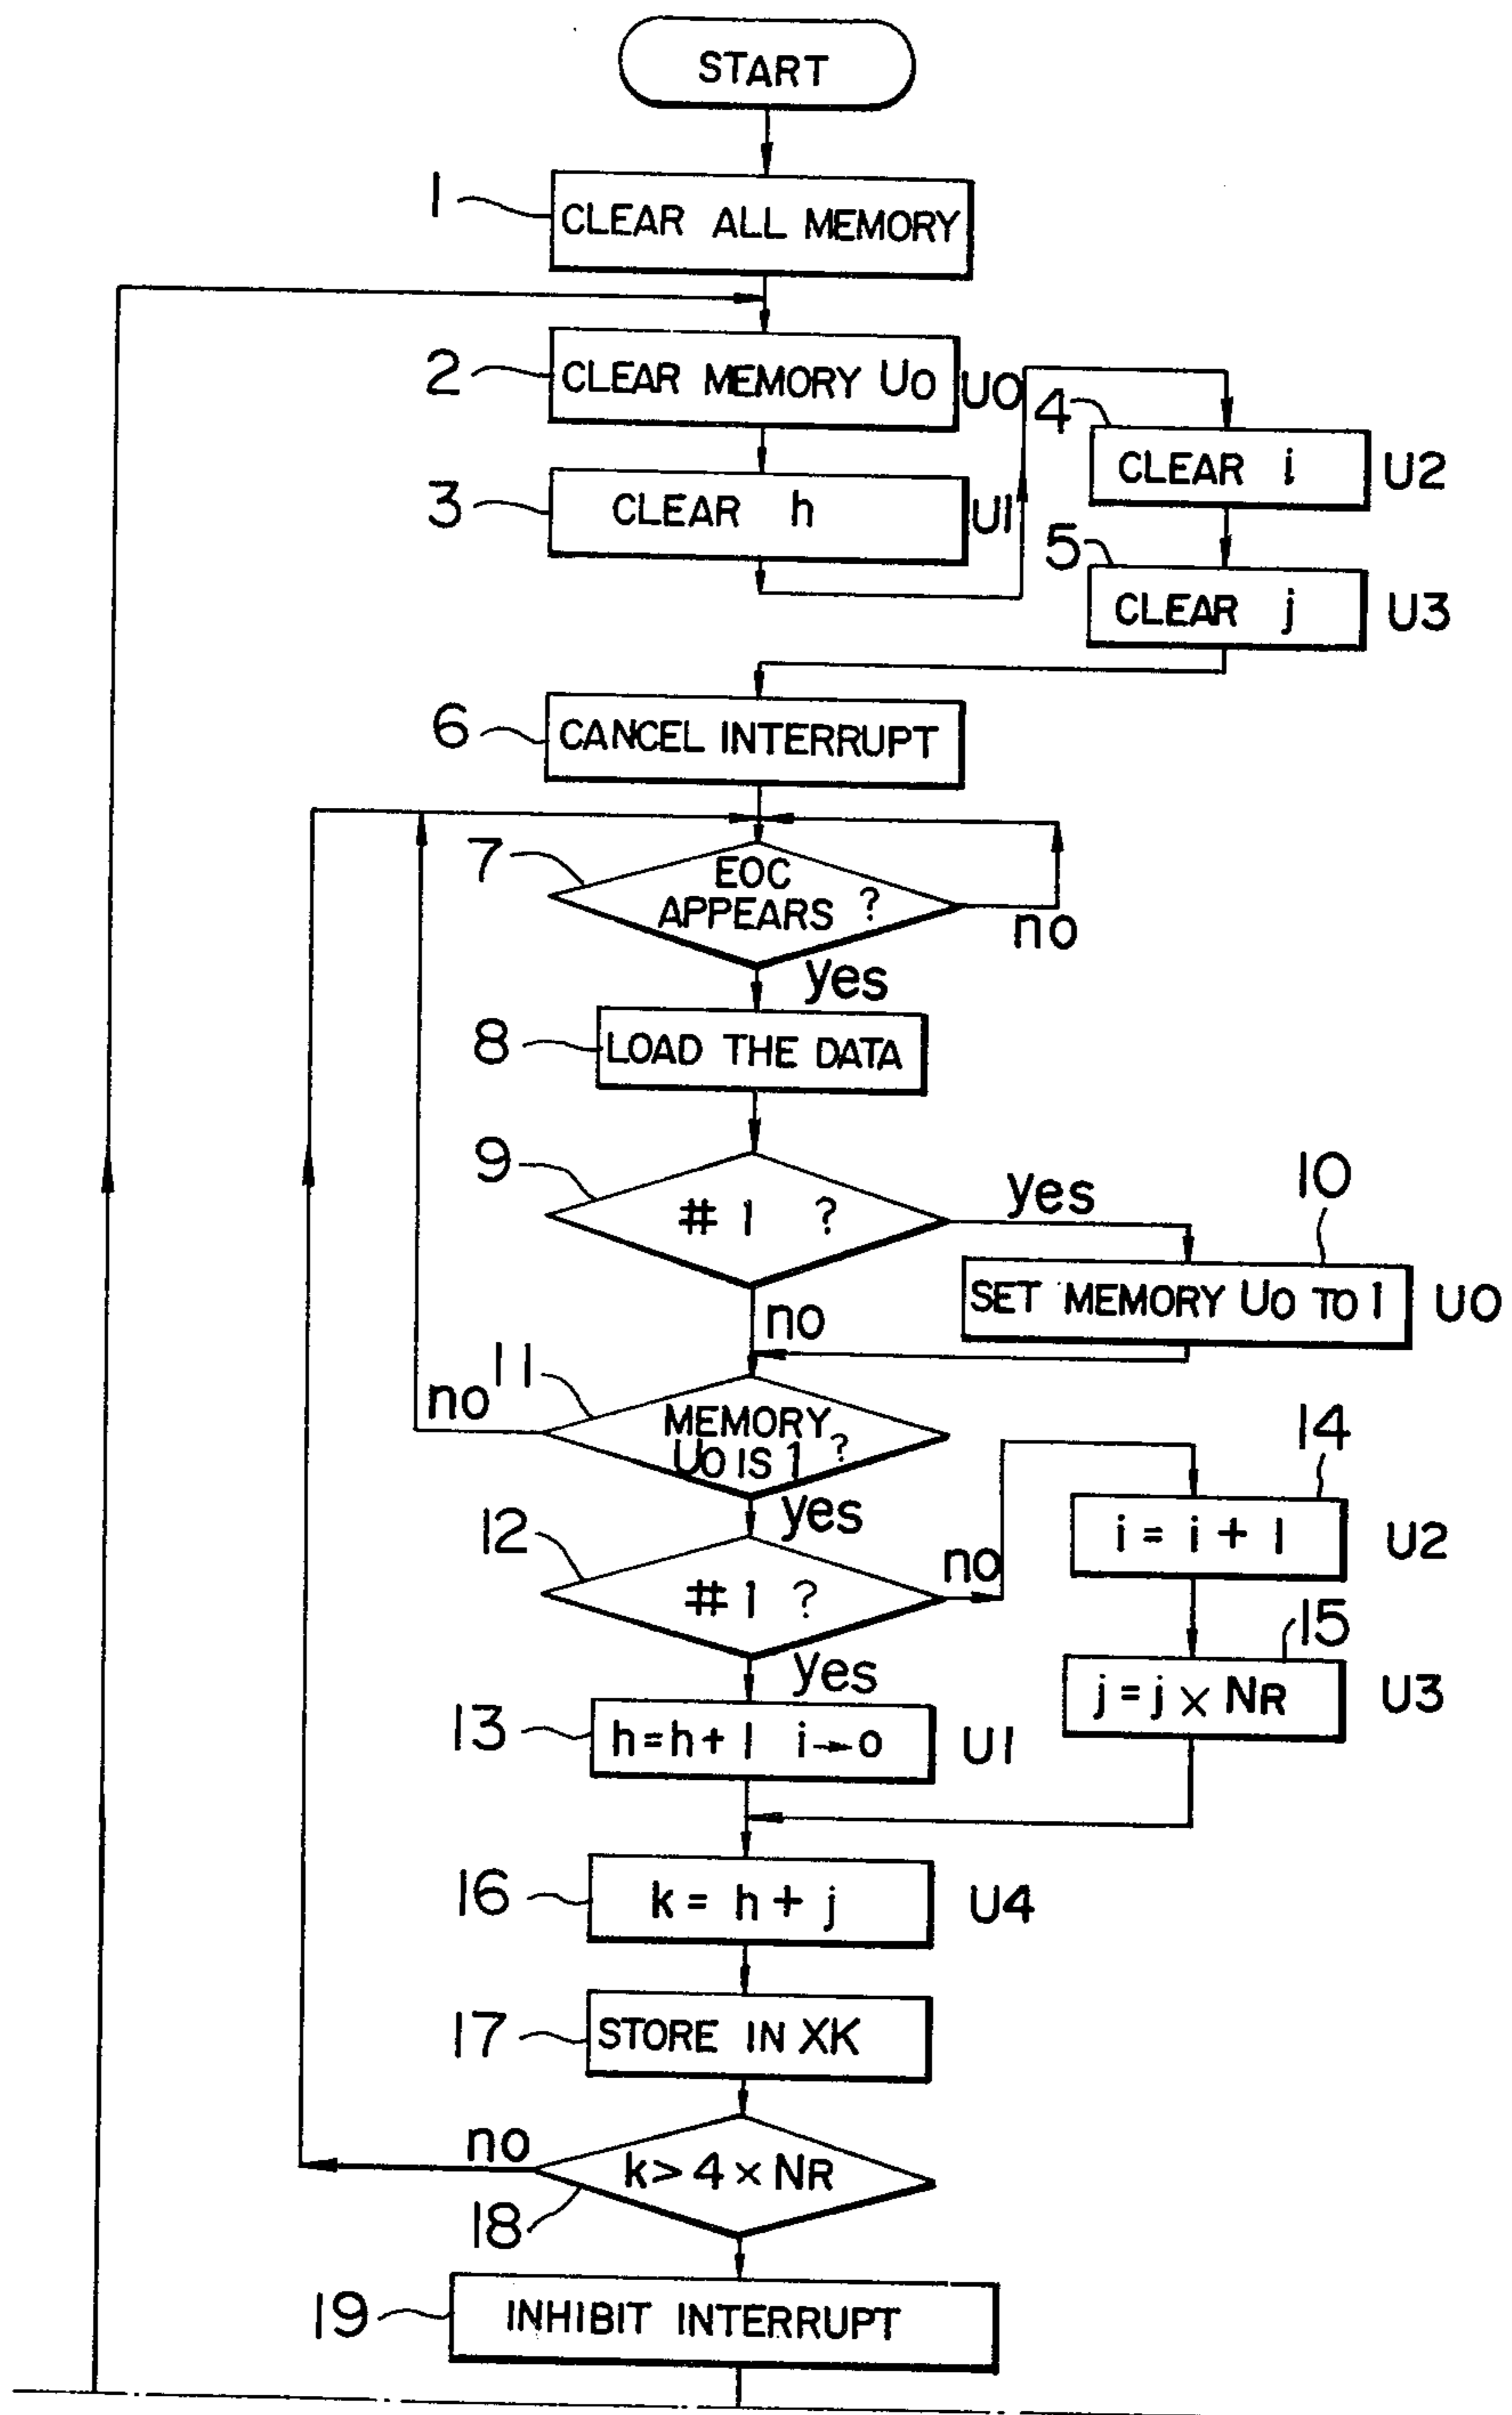 START
1
CLEAR ALL MEMORY
2
CLEAR MEMORY U0
U0
3
CLEAR h
U1
4
CLEAR i
U2
5
CLEAR j
U3
6
CANCEL INTERRUPT
7
EOC
APPEARS ?
no
yes
8
LOAD THE DATA
9
# 1 ?
yes
10
SET MEMORY U0 TO 1
U0
no
11
MEMORY
U0 IS 1 ?
no
yes
12
# 1 ?
no
14
i = i + 1
U2
15
j = j × NR
U3
yes
13
h = h + 1 i → 0
U1
16
k = h + j
U4
17
STORE IN XK
18
k > 4 × NR
no
19
INHIBIT INTERRUPT